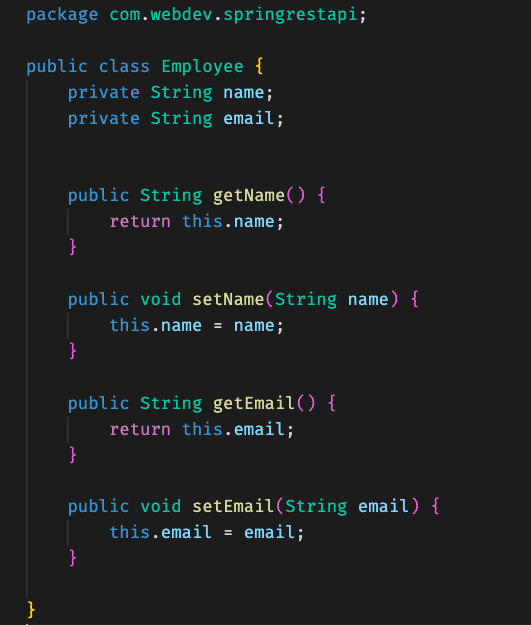 package com.webdev.springrestapi;
public class Employee {
private String name;
private String email;
public String getName() {
return this.name;
}
public void setName(String name) {
this.name = name;
}
public String getEmail() {
return this.email;
}
public void setEmail(String email) {
this.email = email;
}
}